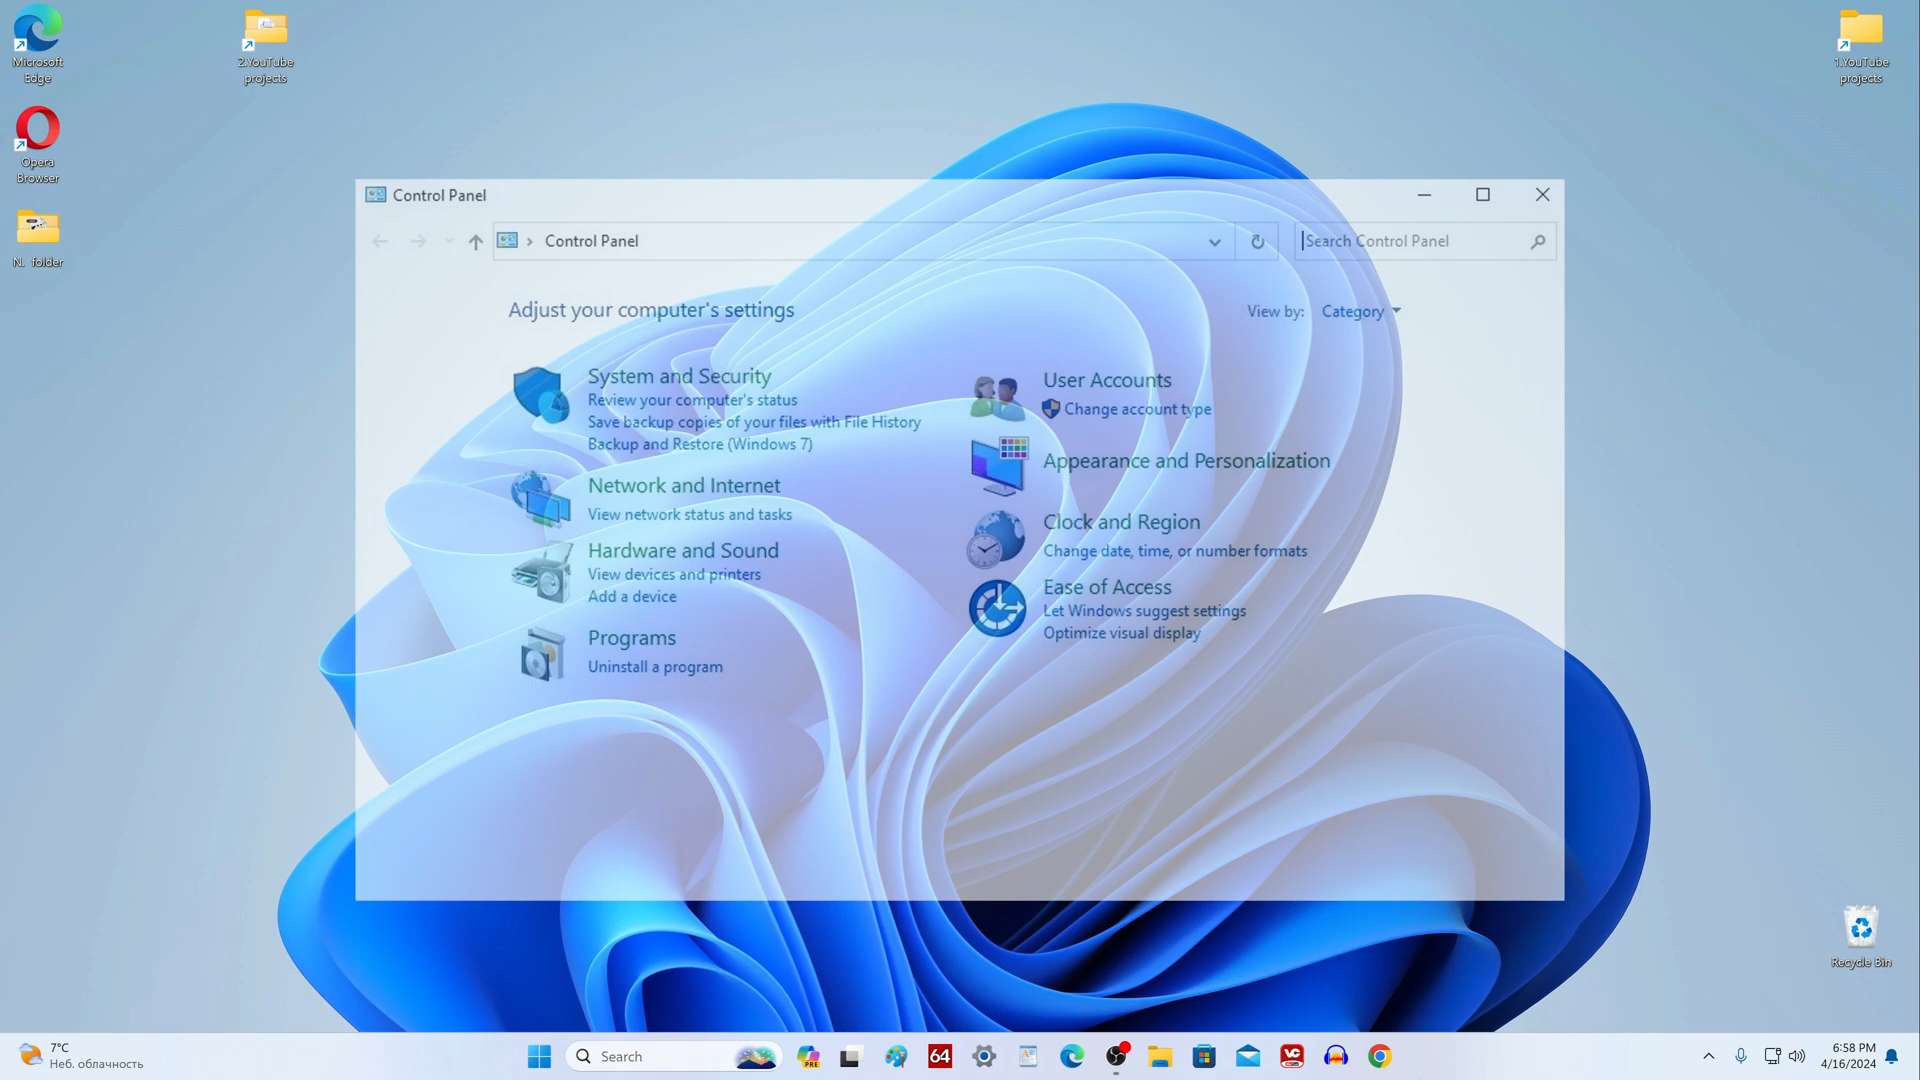 Microsoft
Edge
2.YouTube
projects
1.YouTube
projects
Opera
Browser
N. folder
Control Panel
Control Panel
Search Control Panel
Adjust your computer's settings
View by: Category
System and Security
Review your computer's status
Save backup copies of your files with File History
Backup and Restore (Windows 7)
Network and Internet
View network status and tasks
Hardware and Sound
View devices and printers
Add a device
Programs
Uninstall a program
User Accounts
Change account type
Appearance and Personalization
Clock and Region
Change date, time, or number formats
Ease of Access
Let Windows suggest settings
Optimize visual display
Recycle Bin
7°C
Неб. облачность
Search
PRE
64
VC
6:58 PM
4/16/2024